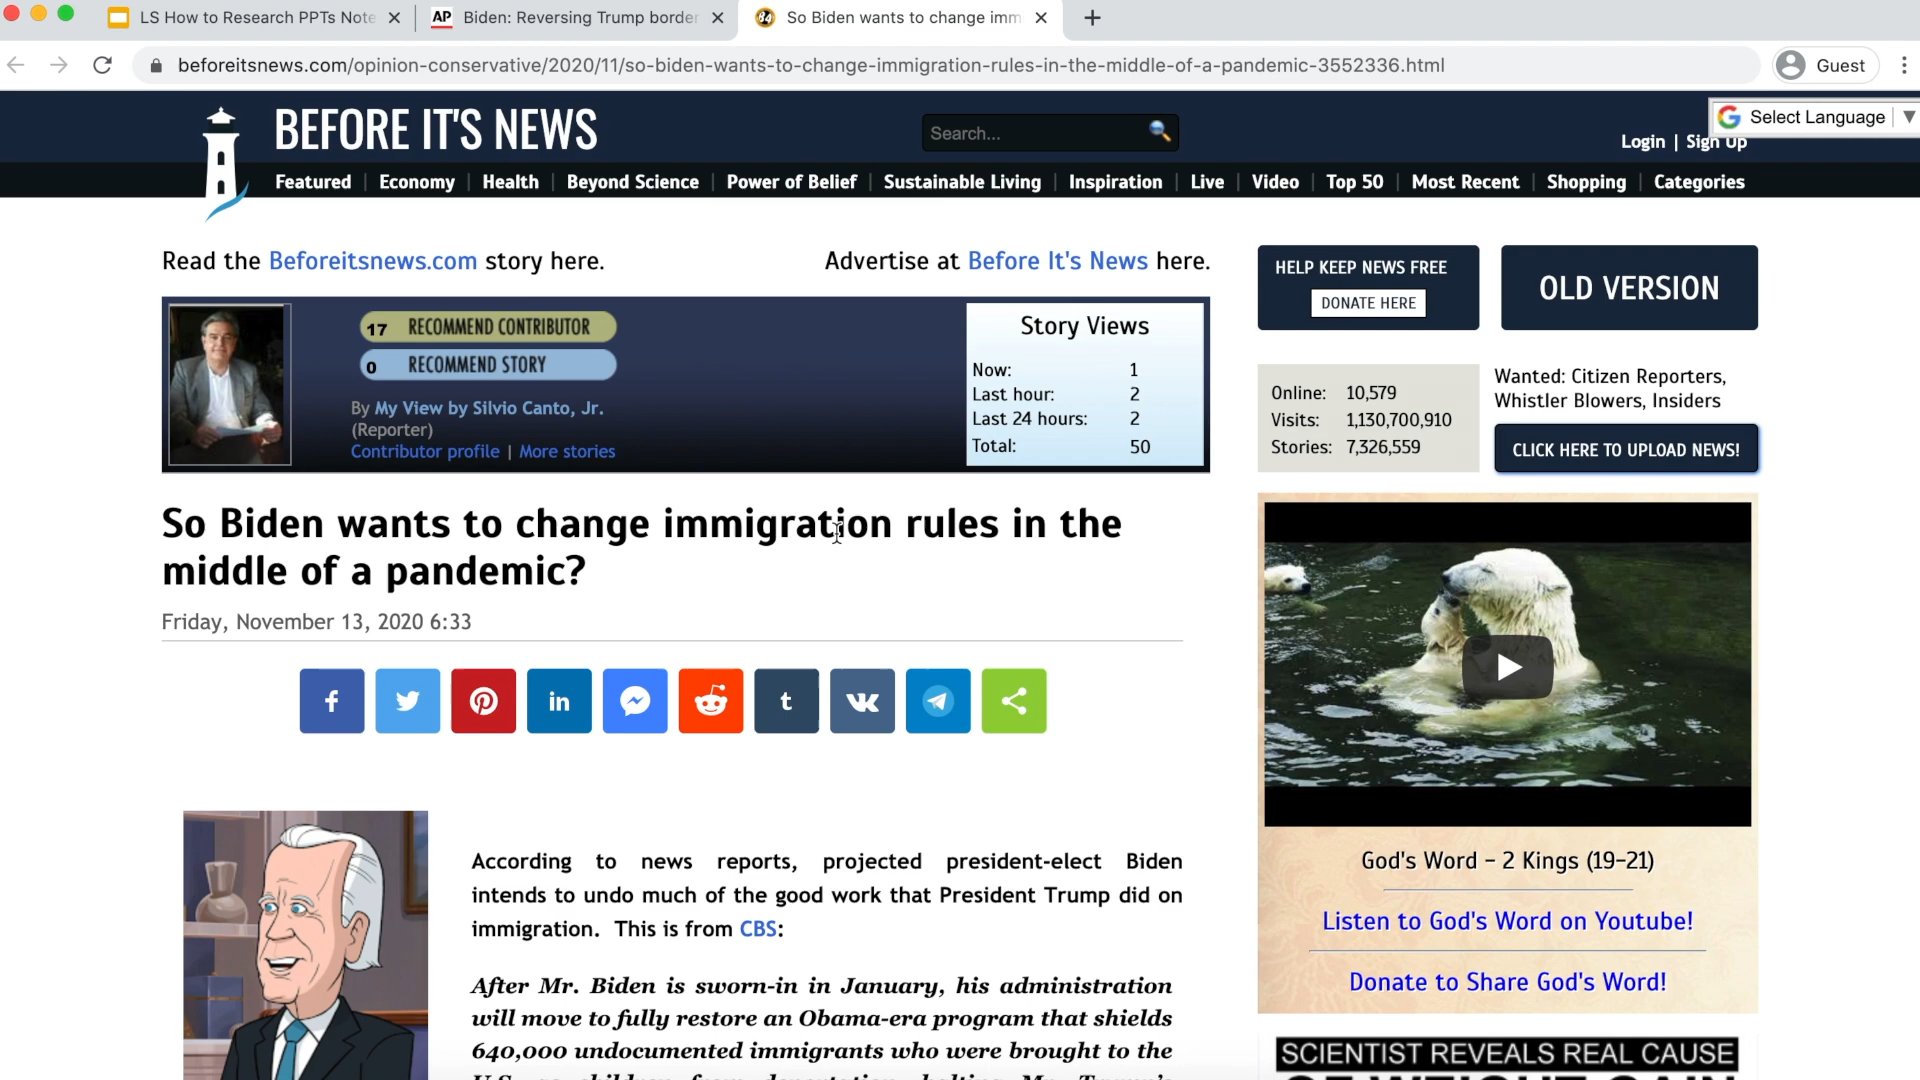 LS How to Research PPTs Note
AP Biden: Reversing Trump border
So Biden wants to change imm
beforeitsnews.com/opinion-conservative/2020/11/so-biden-wants-to-change-immigration-rules-in-the-middle-of-a-pandemic-3552336.html
Guest
BEFORE IT'S NEWS
Search...
G Select Language ▼
Login | Sign Up
Featured | Economy | Health | Beyond Science | Power of Belief | Sustainable Living | Inspiration | Live | Video | Top 50 | Most Recent | Shopping | Categories
Read the Beforeitsnews.com story here.
Advertise at Before It's News here.
17 RECOMMEND CONTRIBUTOR
0 RECOMMEND STORY
By My View by Silvio Canto, Jr.
(Reporter)
Contributor profile | More stories
Story Views
Now: 1
Last hour: 2
Last 24 hours: 2
Total: 50
HELP KEEP NEWS FREE
DONATE HERE
OLD VERSION
Online: 10,579
Visits: 1,130,700,910
Stories: 7,326,559
Wanted: Citizen Reporters,
Whistler Blowers, Insiders
CLICK HERE TO UPLOAD NEWS!
So Biden wants to change immigration rules in the
middle of a pandemic?
Friday, November 13, 2020 6:33
According to news reports, projected president-elect Biden
intends to undo much of the good work that President Trump did on
immigration. This is from CBS:
After Mr. Biden is sworn-in in January, his administration
will move to fully restore an Obama-era program that shields
640,000 undocumented immigrants who were brought to the
U.S. as children from deportation, halting Mr. Trump's
God's Word - 2 Kings (19-21)
Listen to God's Word on Youtube!
Donate to Share God's Word!
SCIENTIST REVEALS REAL CAUSE
OF WEIGHT GAIN